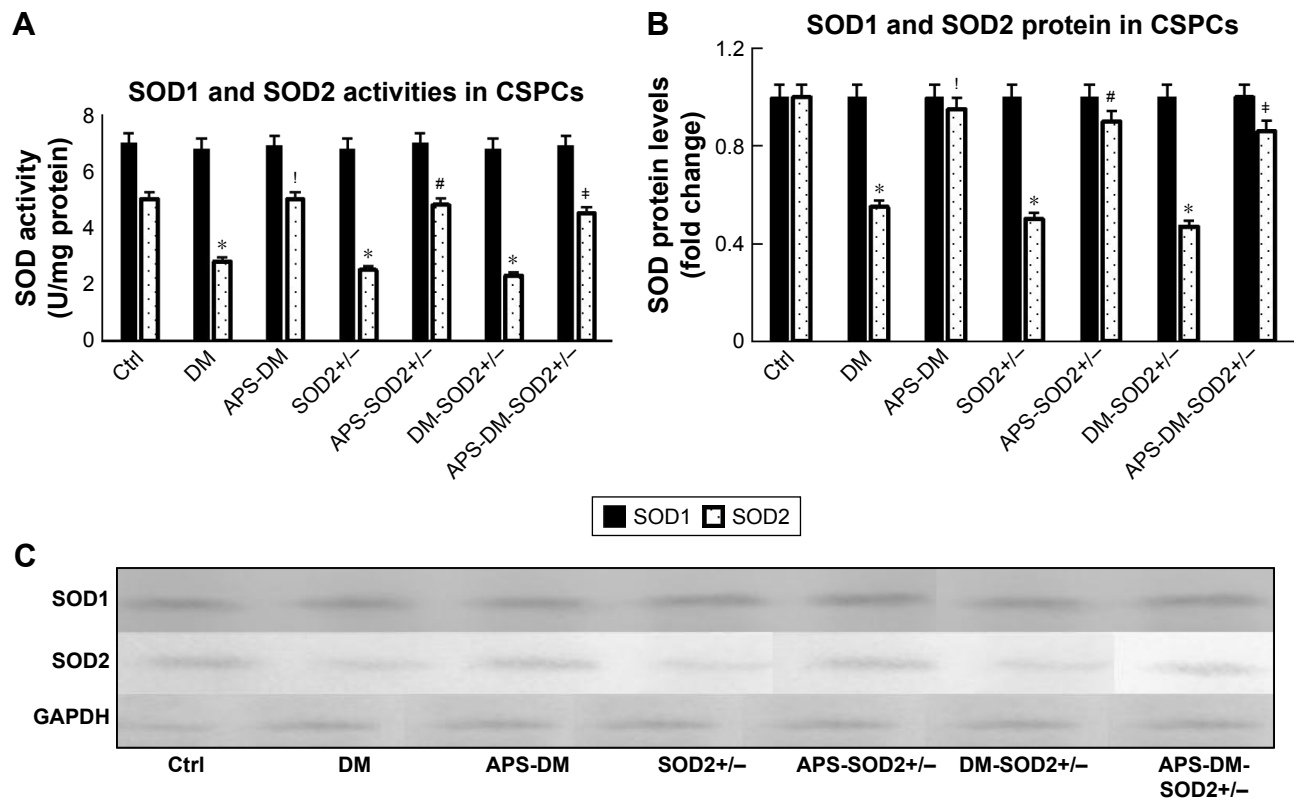 A
SOD1 and SOD2 activities in CSPCs
SOD activity
(U/mg protein)
8
6
4
2
0
*
!
*
#
*
ǂ
Ctrl
DM
APS-DM
SOD2+/–
APS-SOD2+/–
DM-SOD2+/–
APS-DM-SOD2+/–
B
SOD1 and SOD2 protein in CSPCs
SOD protein levels
(fold change)
1.2
0.8
0.4
0
*
!
*
#
*
ǂ
Ctrl
DM
APS-DM
SOD2+/–
APS-SOD2+/–
DM-SOD2+/–
APS-DM-SOD2+/–
SOD1 SOD2
C
SOD1
SOD2
GAPDH
Ctrl DM APS-DM SOD2+/– APS-SOD2+/– DM-SOD2+/– APS-DM-
SOD2+/–